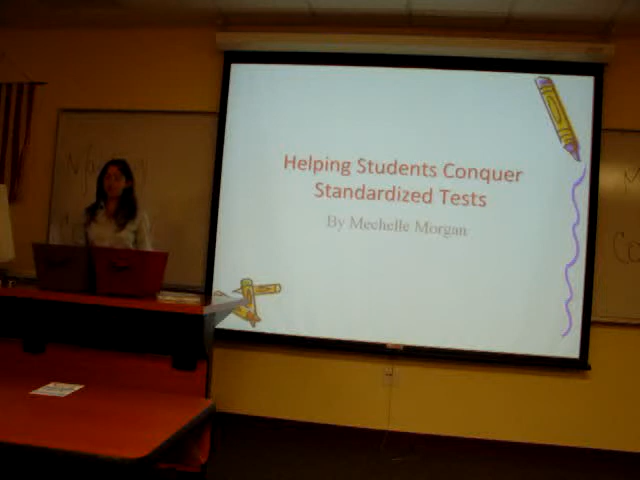 Helping Students Conquer
Standardized Tests
By Mechelle Morgan